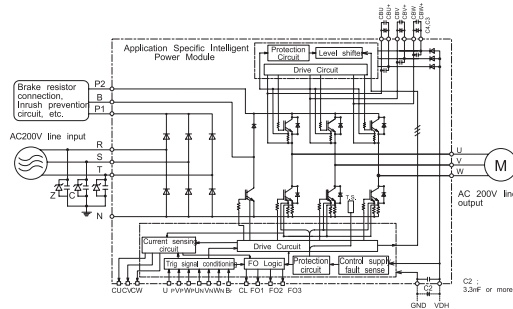 CBU
CBU+
CBV
CBV+
CBW
CBW+
C4,C3
Application Specific Intelligent
Power Module
Protection
Circuit
Level shifter
Drive Circuit
Brake resistor
connection,
Inrush prevention
circuit, etc.
P2
B
P1
AC200V line input
R
S
T
Z
C
N
T.S.
U
V
W
M
AC 200V line
output
Current sensing
circuit
Drive Curcuit
Trig signal conditioning
FO Logic
Protection
circuit
Control supply
fault sense
CUCVCW
U PVPWPUNVNWN Br
CL FO1 FO2 FO3
C2
GND VDH
C2 ;
3.3nF or more